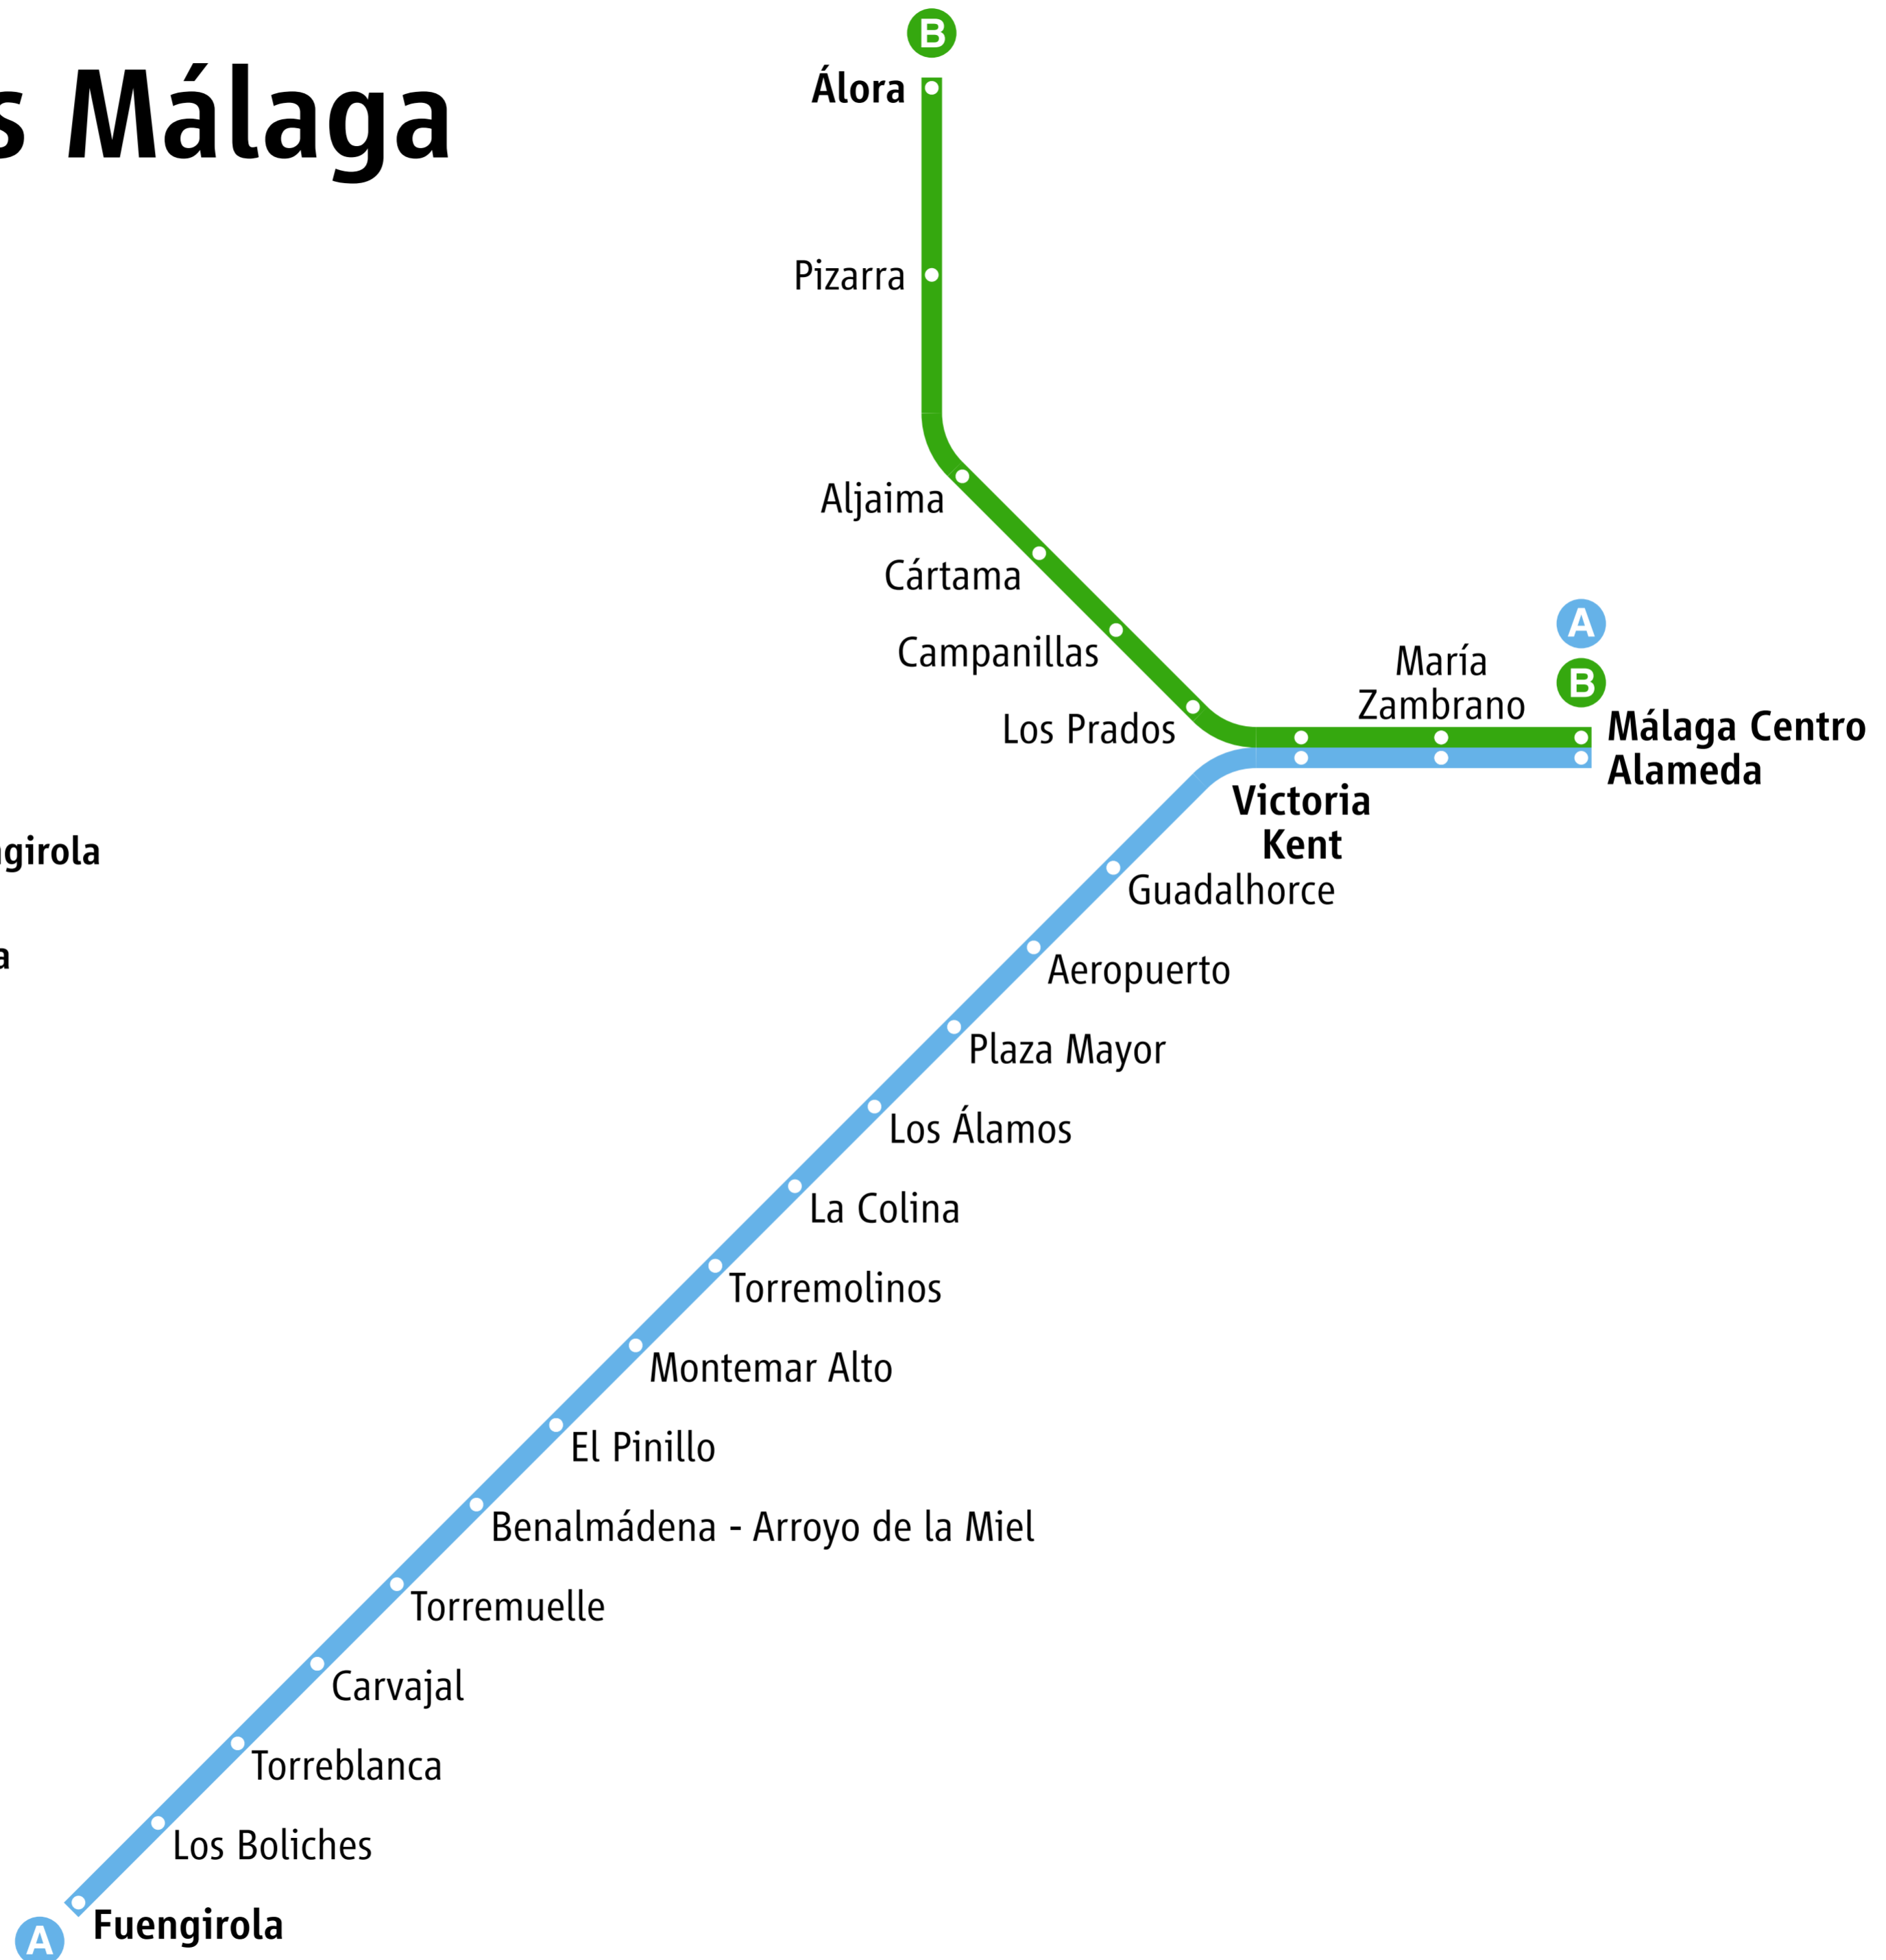 B
s Málaga
Álora
Pizarra
Aljaima
Cártama
Campanillas
Los Prados
A
B
María
Zambrano
Málaga Centro
Alameda
Victoria
Kent
girola
a
Guadalhorce
Aeropuerto
Plaza Mayor
Los Álamos
La Colina
Torremolinos
Montemar Alto
El Pinillo
Benalmádena - Arroyo de la Miel
Torremuelle
Carvajal
Torreblanca
Los Boliches
Fuengirola
A